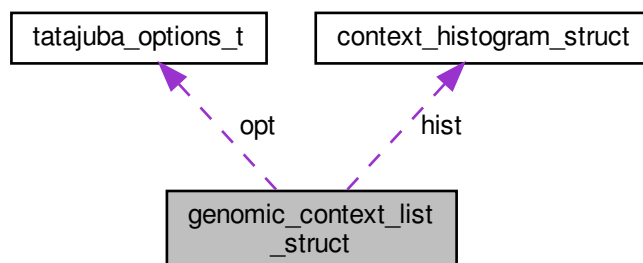 tatajuba_options_t
context_histogram_struct
opt
hist
genomic_context_list
_struct